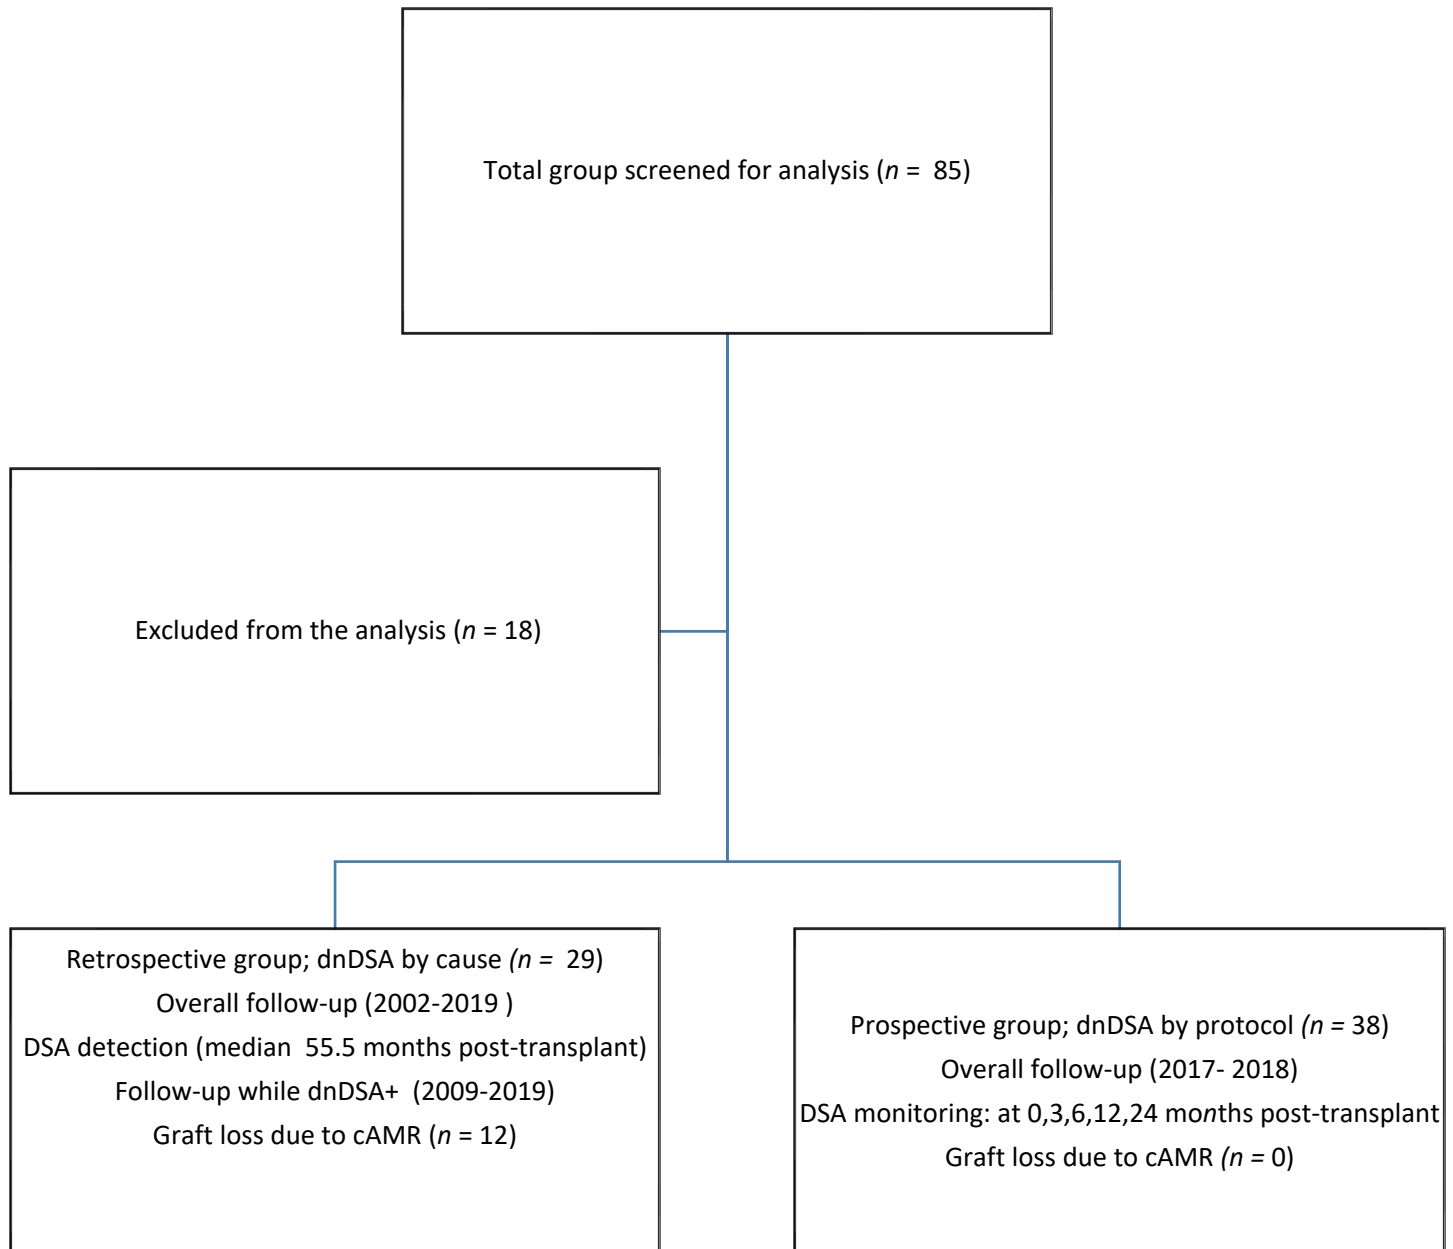 Total group screened for analysis (n = 85)
Excluded from the analysis (n = 18)
Retrospective group; dnDSA by cause (n = 29)
Overall follow-up (2002-2019 )
DSA detection (median 55.5 months post-transplant)
Follow-up while dnDSA+ (2009-2019)
Graft loss due to cAMR (n = 12)
Prospective group; dnDSA by protocol (n = 38)
Overall follow-up (2017- 2018)
DSA monitoring: at 0,3,6,12,24 months post-transplant
Graft loss due to cAMR (n = 0)